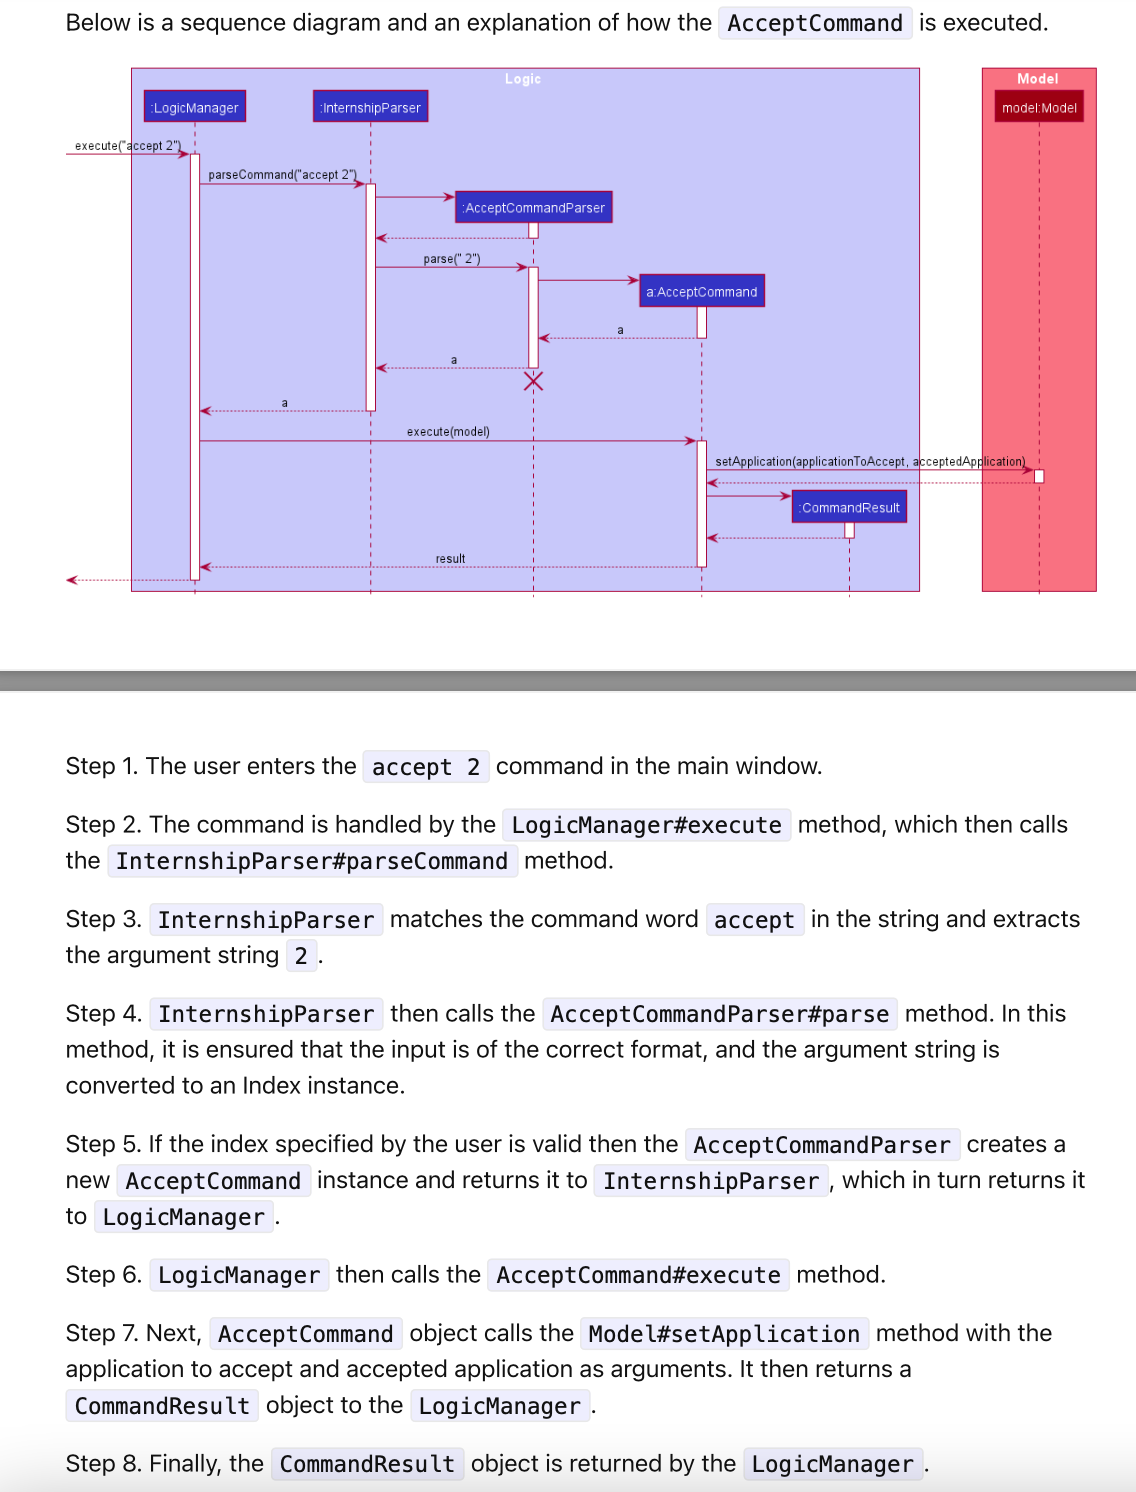 Below is a sequence diagram and an explanation of how the AcceptCommand is executed.
Logic
Model
:LogicManager
:InternshipParser
model:Model
execute("accept 2")
parseCommand("accept 2")
:AcceptCommandParser
parse(" 2")
a:AcceptCommand
a
a
a
execute(model)
setApplication(applicationToAccept, acceptedApplication)
:CommandResult
result
Step 1. The user enters the accept 2 command in the main window.
Step 2. The command is handled by the LogicManager#execute method, which then calls
the InternshipParser#parseCommand method.
Step 3. InternshipParser matches the command word accept in the string and extracts
the argument string 2.
Step 4. InternshipParser then calls the AcceptCommandParser#parse method. In this
method, it is ensured that the input is of the correct format, and the argument string is
converted to an Index instance.
Step 5. If the index specified by the user is valid then the AcceptCommandParser creates a
new AcceptCommand instance and returns it to InternshipParser, which in turn returns it
to LogicManager.
Step 6. LogicManager then calls the AcceptCommand#execute method.
Step 7. Next, AcceptCommand object calls the Model#setApplication method with the
application to accept and accepted application as arguments. It then returns a
CommandResult object to the LogicManager.
Step 8. Finally, the CommandResult object is returned by the LogicManager.